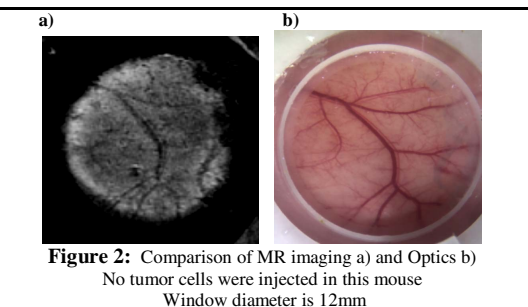 a) b)
Figure 2: Comparison of MR imaging a) and Optics b)
No tumor cells were injected in this mouse
Window diameter is 12mm